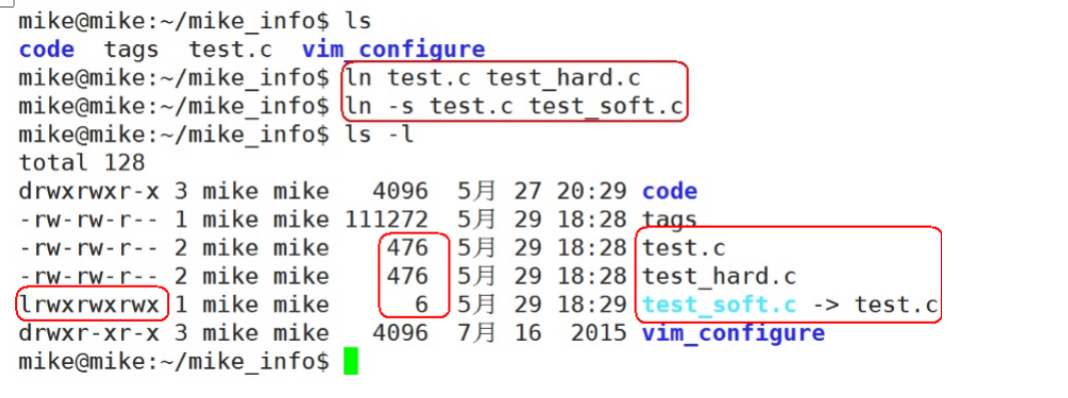 mike@mike:~/mike_info$ ls
code  tags  test.c  vim_configure
mike@mike:~/mike_info$ ln test.c test_hard.c
mike@mike:~/mike_info$ ln -s test.c test_soft.c
mike@mike:~/mike_info$ ls -l
total 128
drwxrwxr-x 3 mike mike   4096  5月 27 20:29 code
-rw-rw-r-- 1 mike mike 111272  5月 29 18:28 tags
-rw-rw-r-- 2 mike mike    476  5月 29 18:28 test.c
-rw-rw-r-- 2 mike mike    476  5月 29 18:28 test_hard.c
lrwxrwxrwx 1 mike mike      6  5月 29 18:29 test_soft.c -> test.c
drwxr-xr-x 3 mike mike   4096  7月 16  2015 vim_configure
mike@mike:~/mike_info$